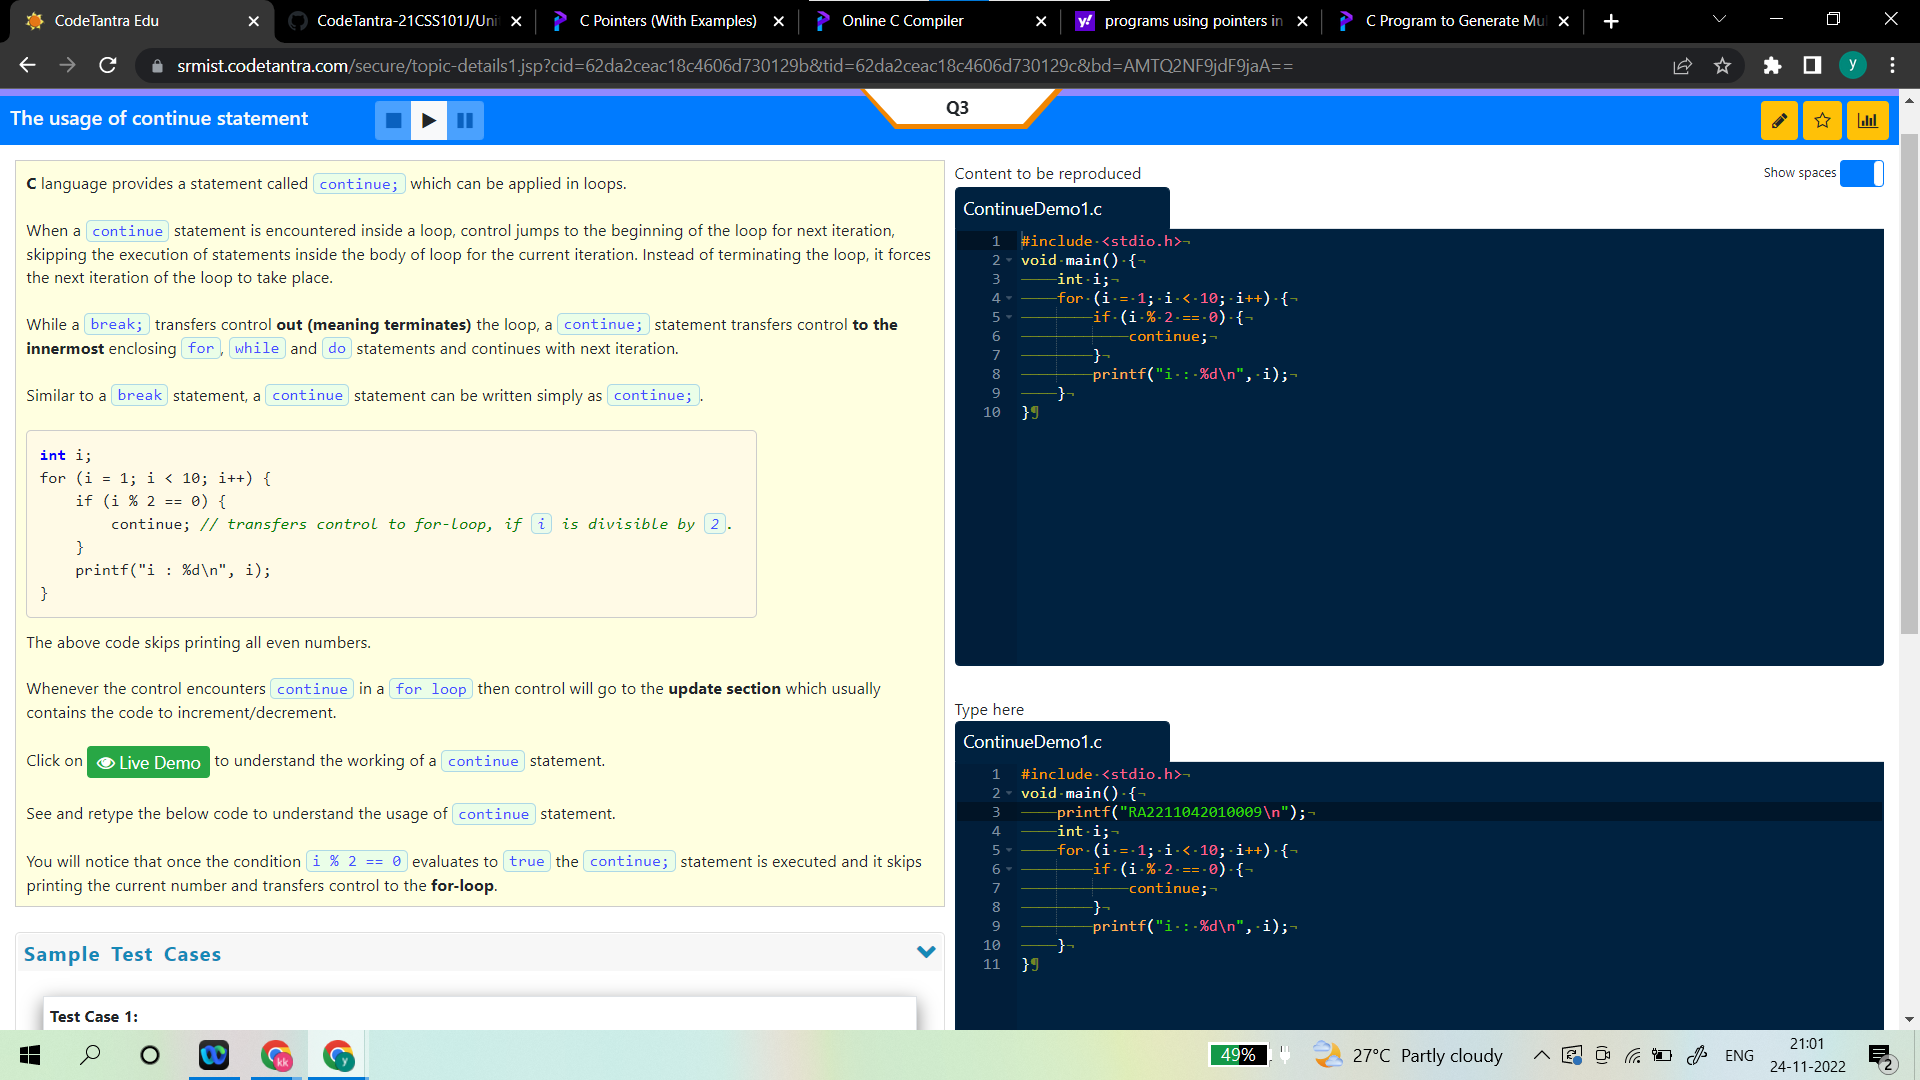 CodeTantra Edu
CodeTantra-21CSS101J/Uni
C Pointers (With Examples)
Online C Compiler
programs using pointers in
C Program to Generate Mul
srmist.codetantra.com/secure/topic-details1.jsp?cid=62da2ceac18c4606d730129b&tid=62da2ceac18c4606d730129c&bd=AMTQ2NF9jdF9jaA==
y
The usage of continue statement
Q3
C language provides a statement called continue; which can be applied in loops.
When a continue statement is encountered inside a loop, control jumps to the beginning of the loop for next iteration,
skipping the execution of statements inside the body of loop for the current iteration. Instead of terminating the loop, it forces
the next iteration of the loop to take place.
While a break; transfers control out (meaning terminates) the loop, a continue; statement transfers control to the
innermost enclosing for, while and do statements and continues with next iteration.
Similar to a break statement, a continue statement can be written simply as continue;.
int i;
for (i = 1; i < 10; i++) {
if (i % 2 == 0) {
continue; // transfers control to for-loop, if i is divisible by 2.
}
printf("i : %d\n", i);
}
The above code skips printing all even numbers.
Whenever the control encounters continue in a for loop then control will go to the update section which usually
contains the code to increment/decrement.
Click on Live Demo to understand the working of a continue statement.
See and retype the below code to understand the usage of continue statement.
You will notice that once the condition i % 2 == 0 evaluates to true the continue; statement is executed and it skips
printing the current number and transfers control to the for-loop.
Sample Test Cases
Test Case 1:
Content to be reproduced
Show spaces
ContinueDemo1.c
1 #include <stdio.h>
2 void main() {
3 int i;
4 for (i = 1; i < 10; i++) {
5 if (i % 2 == 0) {
6 continue;
7 }
8 printf("i : %d\n", i);
9 }
10 }
Type here
ContinueDemo1.c
1 #include <stdio.h>
2 void main() {
3 printf("RA2211042010009\n");
4 int i;
5 for (i = 1; i < 10; i++) {
6 if (i % 2 == 0) {
7 continue;
8 }
9 printf("i : %d\n", i);
10 }
11 }
kk
y
49%
27°C Partly cloudy
ENG
21:01
24-11-2022
2